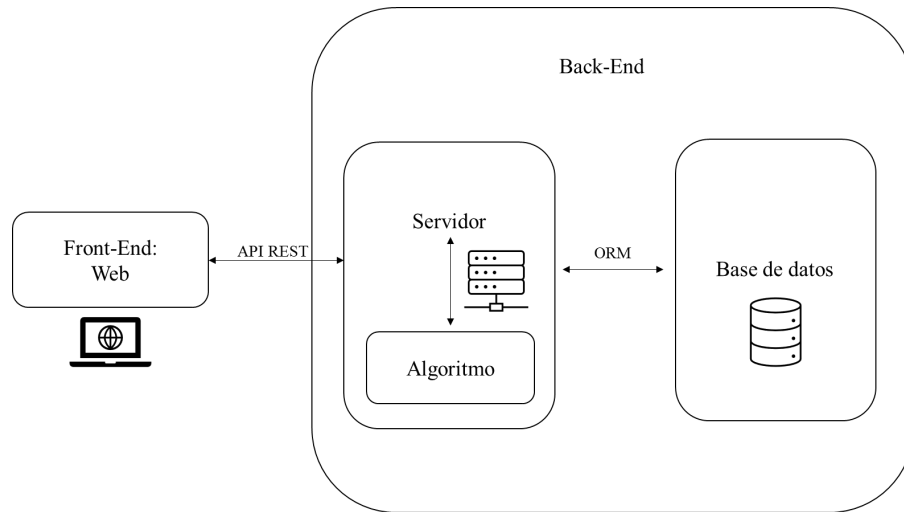 Back-End
Servidor
Front-End:
Web
API REST
ORM
Base de datos
Algoritmo